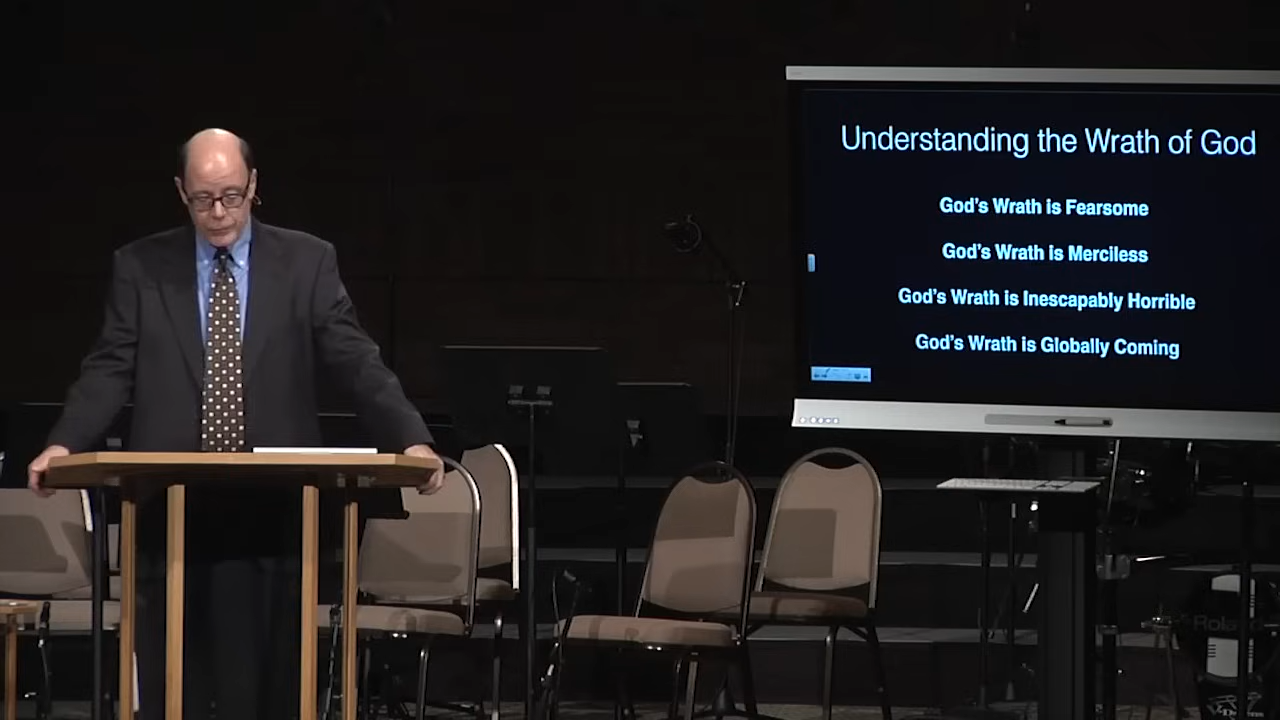 Understanding the Wrath of God
God's Wrath is Fearsome
God's Wrath is Merciless
God's Wrath is Inescapably Horrible
God's Wrath is Globally Coming
Roland